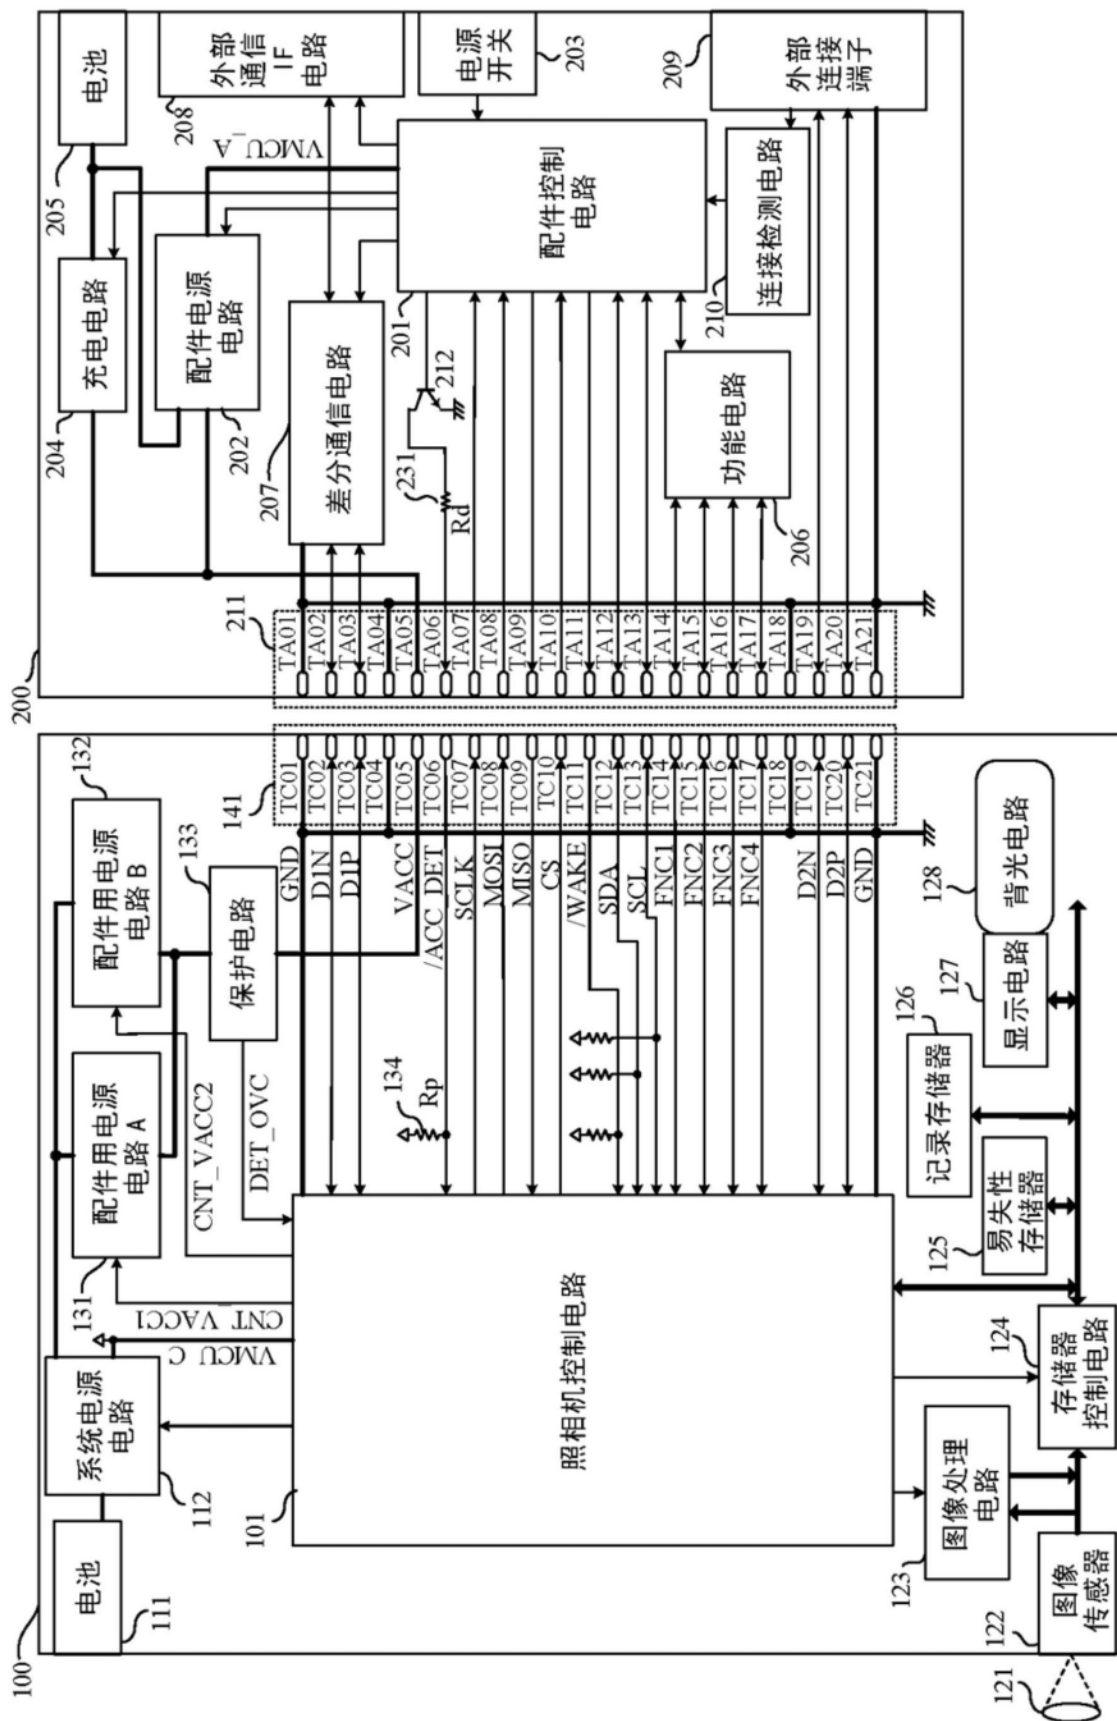 100
111
电池
112
系统电源
电路
VMCU_C
131
CNT_VACC1
配件用电源
电路 A
配件用电源
电路 B
132
CNT_VACC2
保护电路
133
DET_OVC
134
Rp
101
照相机控制电路
GND
D1N
D1P
VACC
/ACC_DET
SCLK
MOSI
MISO
CS
/WAKE
SDA
SCL
FNC1
FNC2
FNC3
FNC4
D2N
D2P
GND
141
TC01
TC02
TC03
TC04
TC05
TC06
TC07
TC08
TC09
TC10
TC11
TC12
TC13
TC14
TC15
TC16
TC17
TC18
TC19
TC20
TC21
121
122
图像
传感器
123
图像处理
电路
124
存储器
控制电路
125
易失性
存储器
126
记录存储器
127
显示电路
128
背光电路
200
211
TA01
TA02
TA03
TA04
TA05
TA06
TA07
TA08
TA09
TA10
TA11
TA12
TA13
TA14
TA15
TA16
TA17
TA18
TA19
TA20
TA21
204
充电电路
205
电池
202
配件电源
电路
VMCU_A
207
差分通信电路
208
外部
通信
IF
电路
231
Rd
212
201
配件控制
电路
203
电源
开关
206
功能电路
210
连接检测电路
209
外部
连接
端子